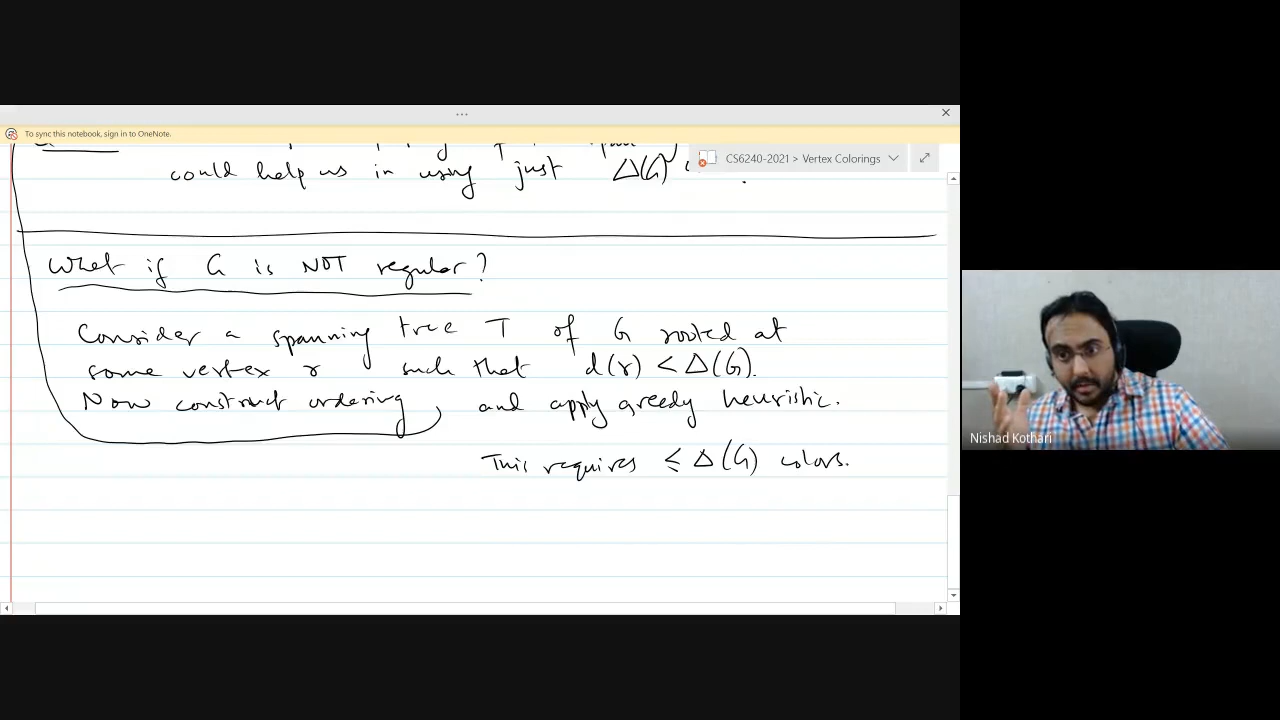 To sync this notebook, sign in to OneNote.
CS6240-2021 > Vertex Colorings
could help us in using just Δ(G)
What if G is NOT regular?
Consider a spanning tree T of G rooted at
some vertex r such that d(r) < Δ(G).
Now construct ordering, and apply greedy heuristic.
This requires ≤ Δ(G) colors.
Nishad Kothari